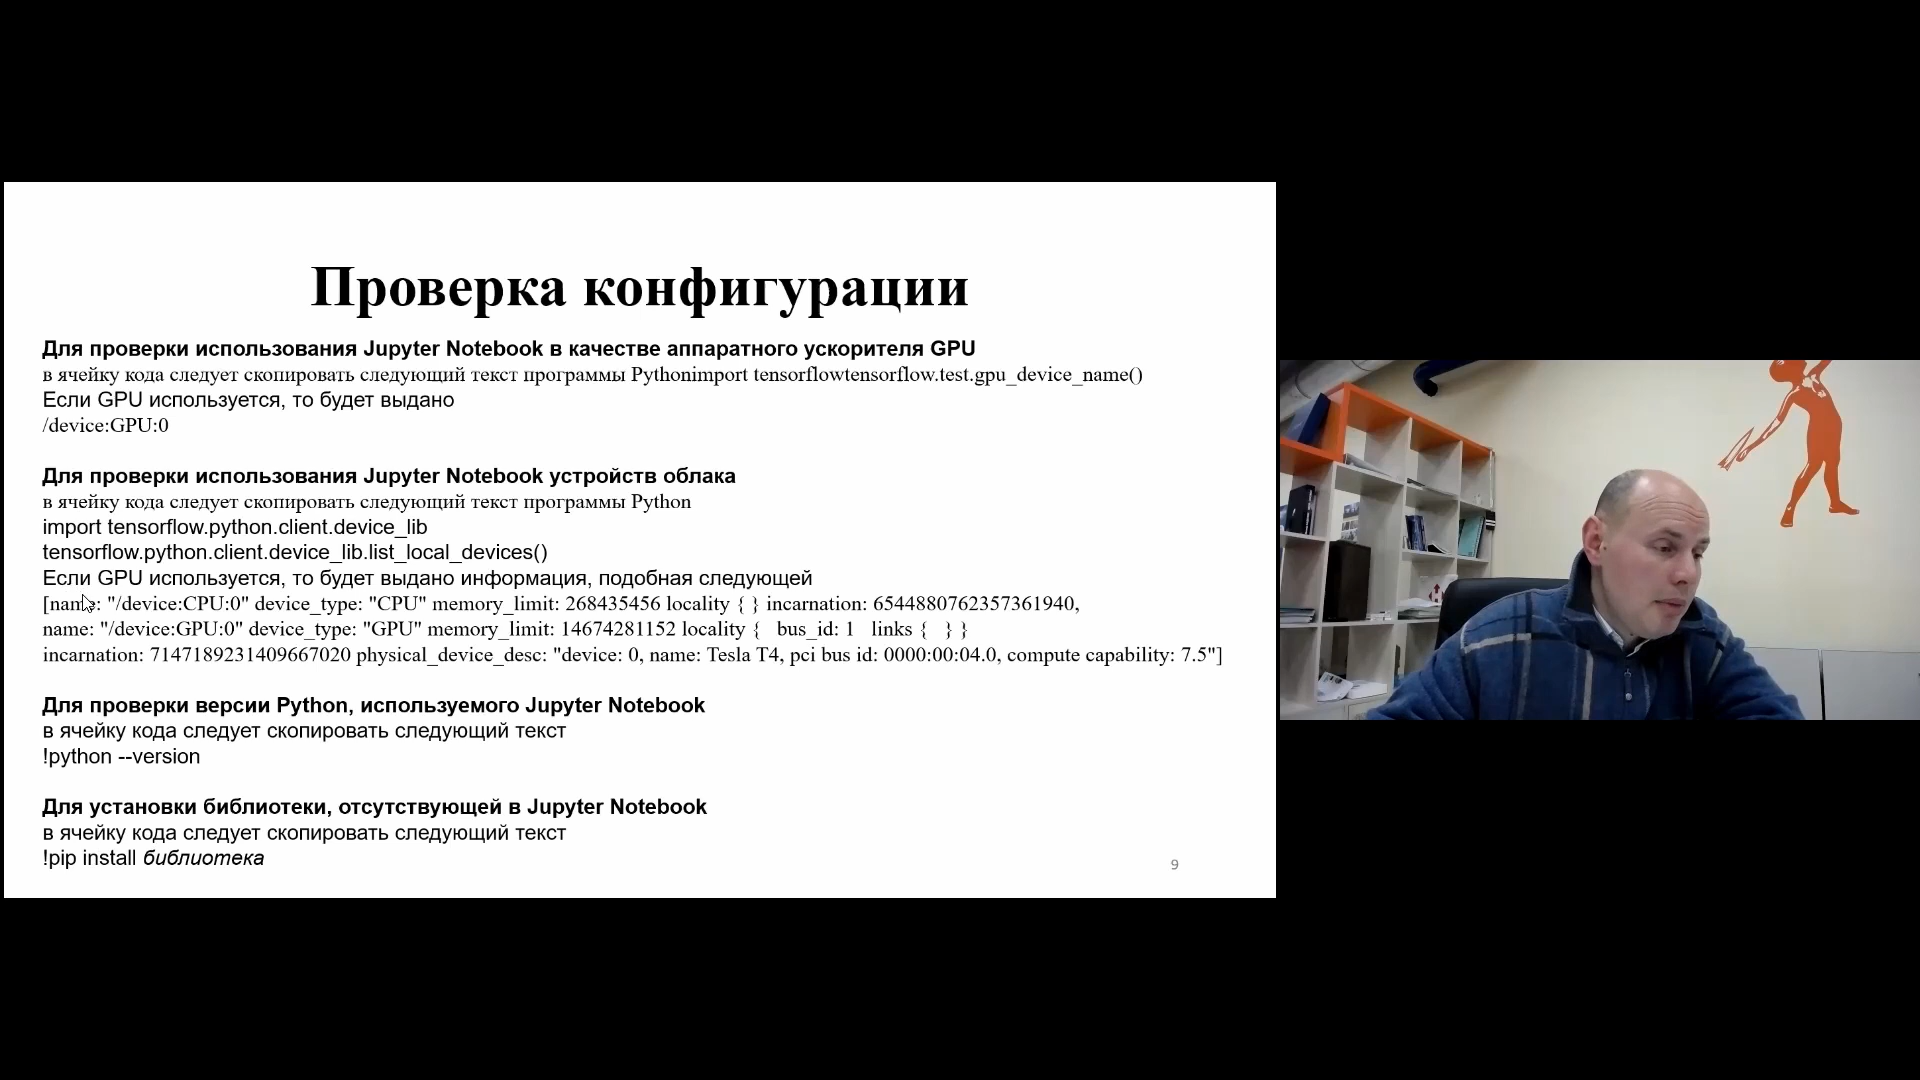 Проверка конфигурации
Для проверки использования Jupyter Notebook в качестве аппаратного ускорителя GPU
в ячейку кода следует скопировать следующий текст программы Pythonimport tensorflowtensorflow.test.gpu_device_name()
Если GPU используется, то будет выдано
/device:GPU:0
Для проверки использования Jupyter Notebook устройств облака
в ячейку кода следует скопировать следующий текст программы Python
import tensorflow.python.client.device_lib
tensorflow.python.client.device_lib.list_local_devices()
Если GPU используется, то будет выдано информация, подобная следующей
[name: "/device:CPU:0" device_type: "CPU" memory_limit: 268435456 locality { } incarnation: 6544880762357361940,
name: "/device:GPU:0" device_type: "GPU" memory_limit: 14674281152 locality { bus_id: 1 links { } }
incarnation: 7147189231409667020 physical_device_desc: "device: 0, name: Tesla T4, pci bus id: 0000:00:04.0, compute capability: 7.5"]
Для проверки версии Python, используемого Jupyter Notebook
в ячейку кода следует скопировать следующий текст
!python --version
Для установки библиотеки, отсутствующей в Jupyter Notebook
в ячейку кода следует скопировать следующий текст
!pip install библиотека
9